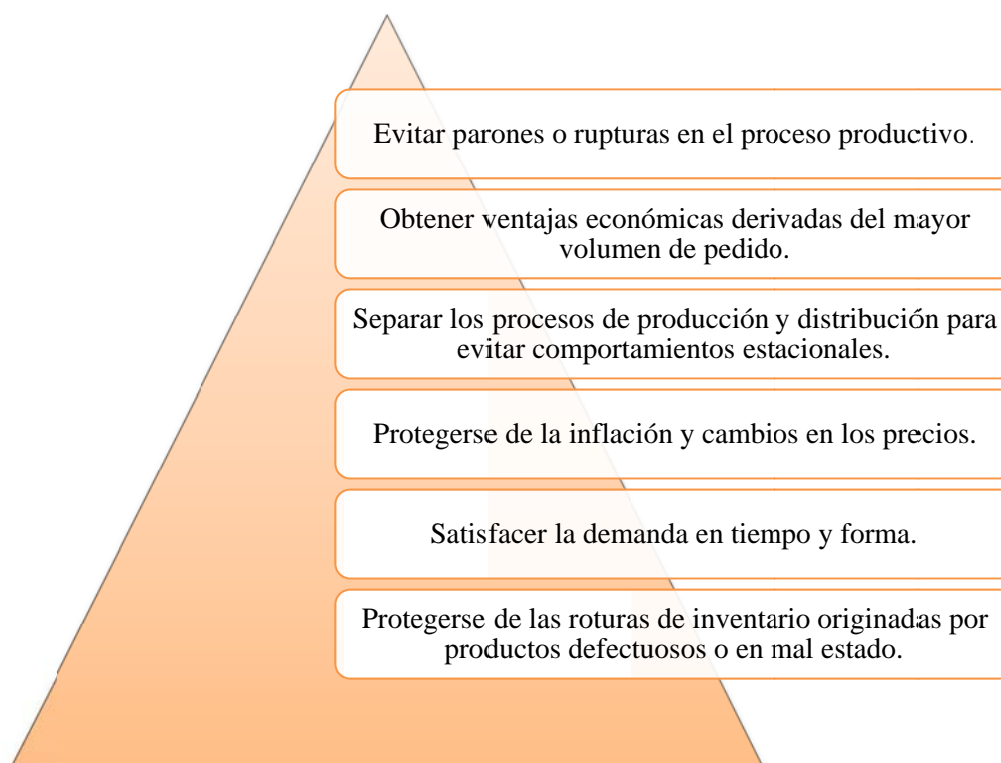 Evitar parones o rupturas en el proceso productivo.
Obtener ventajas económicas derivadas del mayor
volumen de pedido.
Separar los procesos de producción y distribución para
evitar comportamientos estacionales.
Protegerse de la inflación y cambios en los precios.
Satisfacer la demanda en tiempo y forma.
Protegerse de las roturas de inventario originadas por
productos defectuosos o en mal estado.